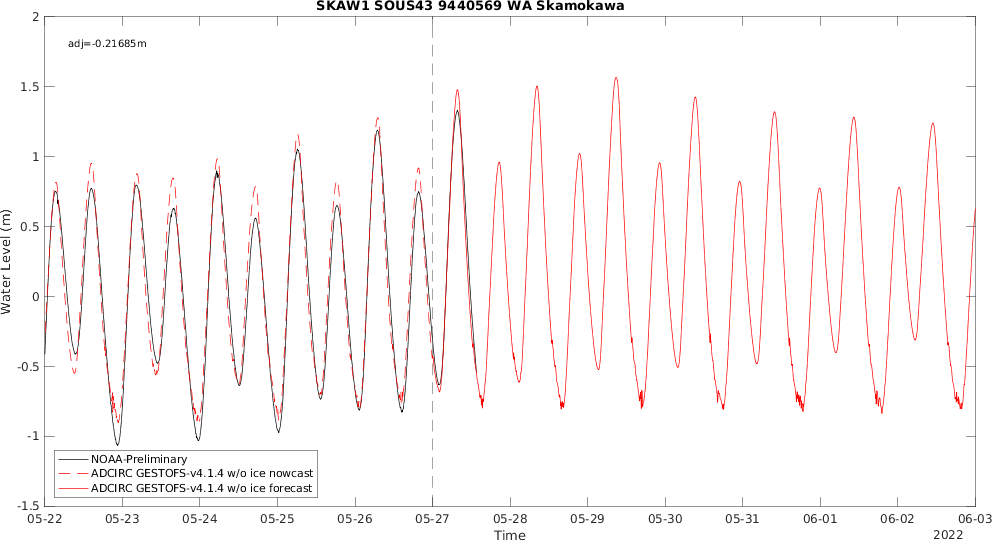 SKAW1 SOUS43 9440569 WA Skamokawa
adj=-0.21685m
2
1.5
1
0.5
0
-0.5
-1
-1.5
Water Level (m)
NOAA-Preliminary
ADCIRC GESTOFS-v4.1.4 w/o ice nowcast
ADCIRC GESTOFS-v4.1.4 w/o ice forecast
05-22 05-23 05-24 05-25 05-26 05-27 05-28 05-29 05-30 05-31 06-01 06-02 06-03
Time
2022